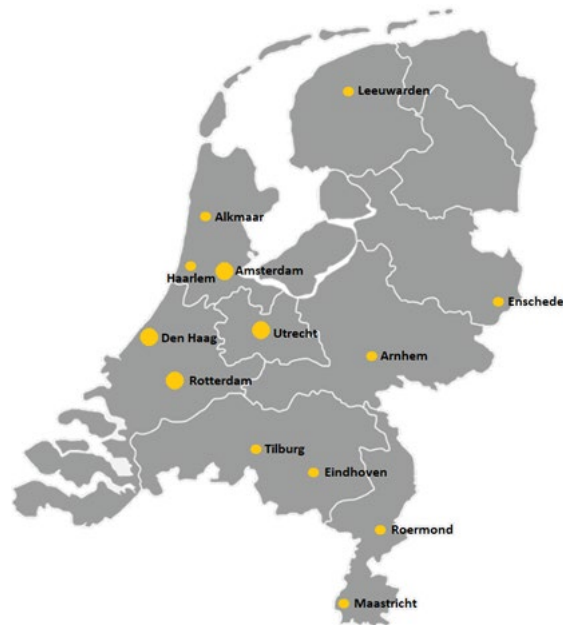 Leeuwarden
Alkmaar
Haarlem
Amsterdam
Enschede
Den Haag
Utrecht
Arnhem
Rotterdam
Tilburg
Eindhoven
Roermond
Maastricht